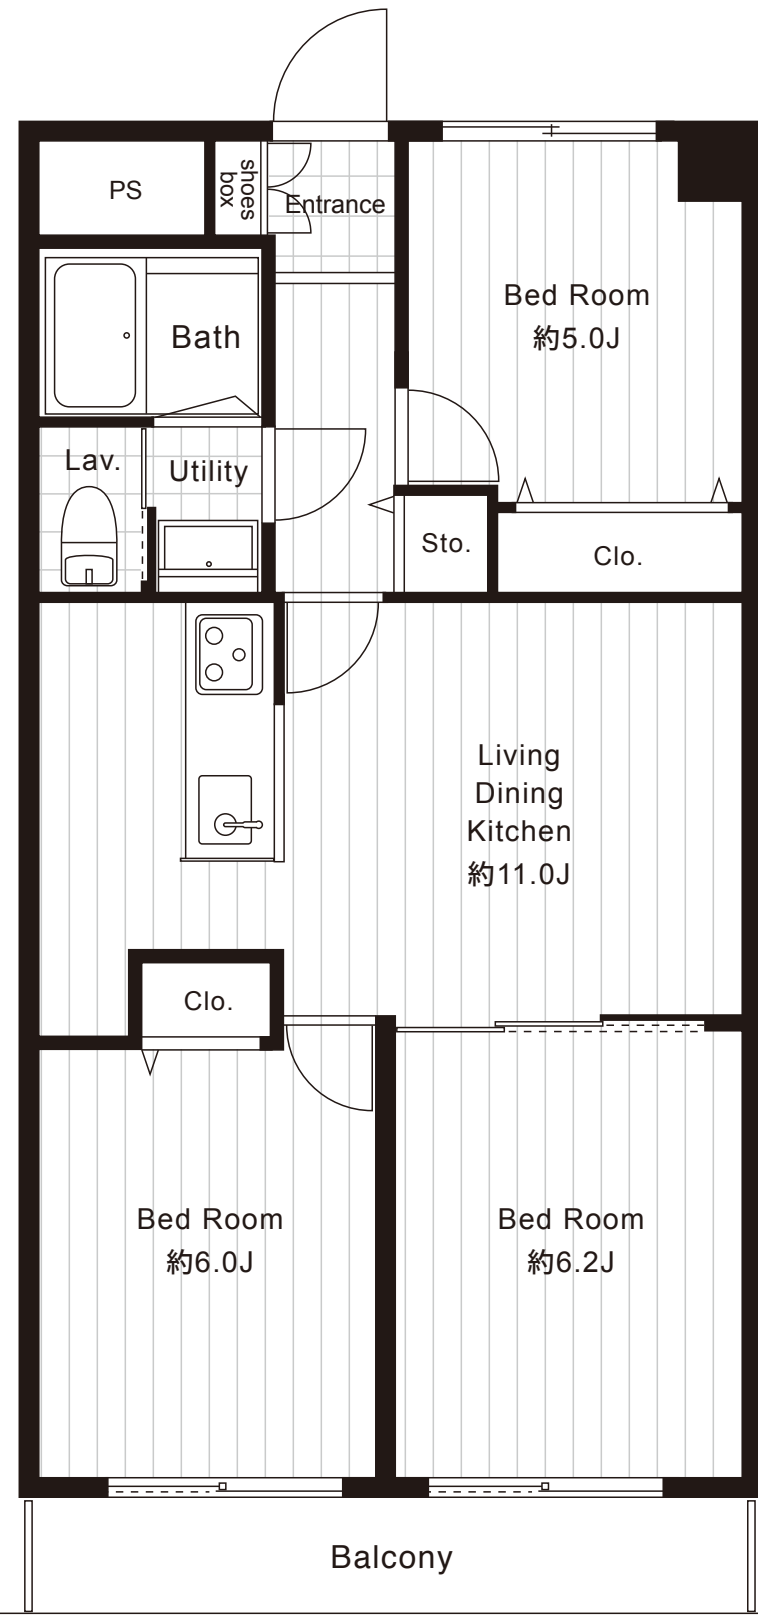 PS
shoes
box
Entrance
Bed Room
約5.0J
Bath
Lav.
Utility
Sto.
Clo.
Living
Dining
Kitchen
約11.0J
Clo.
Bed Room
約6.0J
Bed Room
約6.2J
Balcony